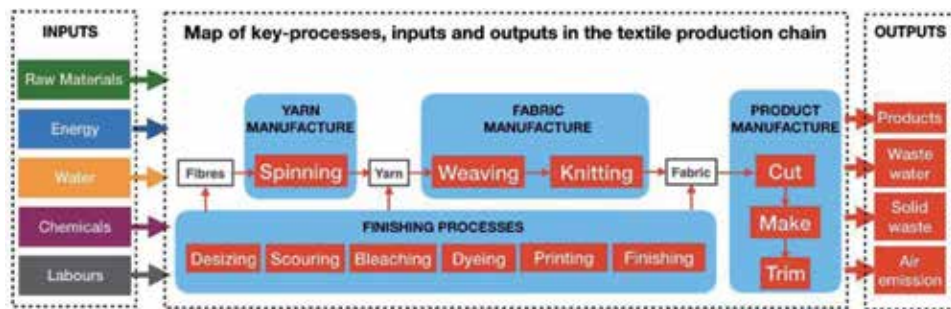 INPUTS
Raw Materials
Energy
Water
Chemicals
Labours
Map of key-processes, inputs and outputs in the textile production chain
YARN
MANUFACTURE
FABRIC
MANUFACTURE
PRODUCT
MANUFACTURE
Fibres
Spinning
Yarn
Weaving
Knitting
Fabric
Cut
Make
Trim
FINISHING PROCESSES
Desizing
Scouring
Bleaching
Dyeing
Printing
Finishing
OUTPUTS
Products
Waste
water
Solid
waste
Air
emission